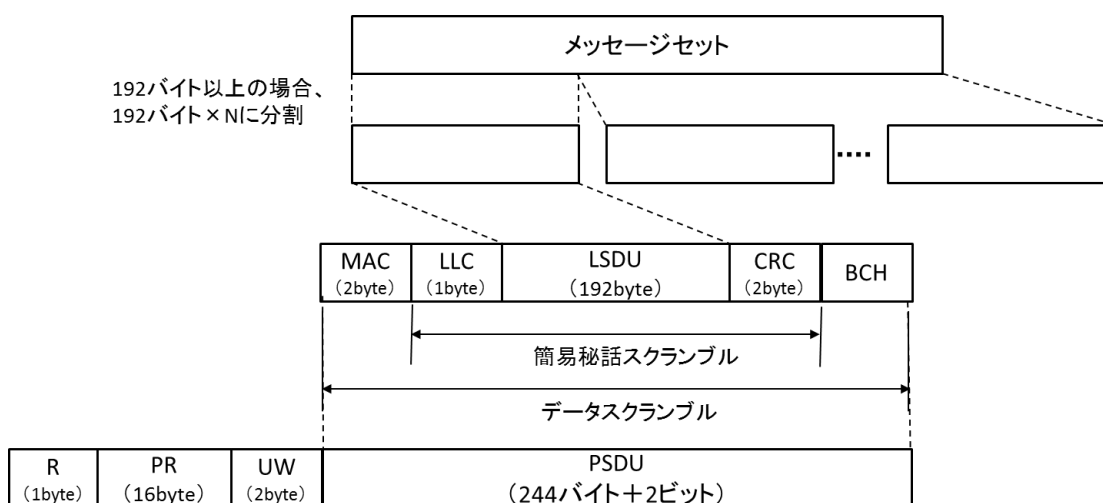 メッセージセット
192バイト以上の場合、
192バイト×Nに分割
MAC
(2byte)
LLC
(1byte)
LSDU
(192byte)
CRC
(2byte)
BCH
簡易秘話スクランブル
データスクランブル
R
(1byte)
PR
(16byte)
UW
(2byte)
PSDU
(244バイト+2ビット)